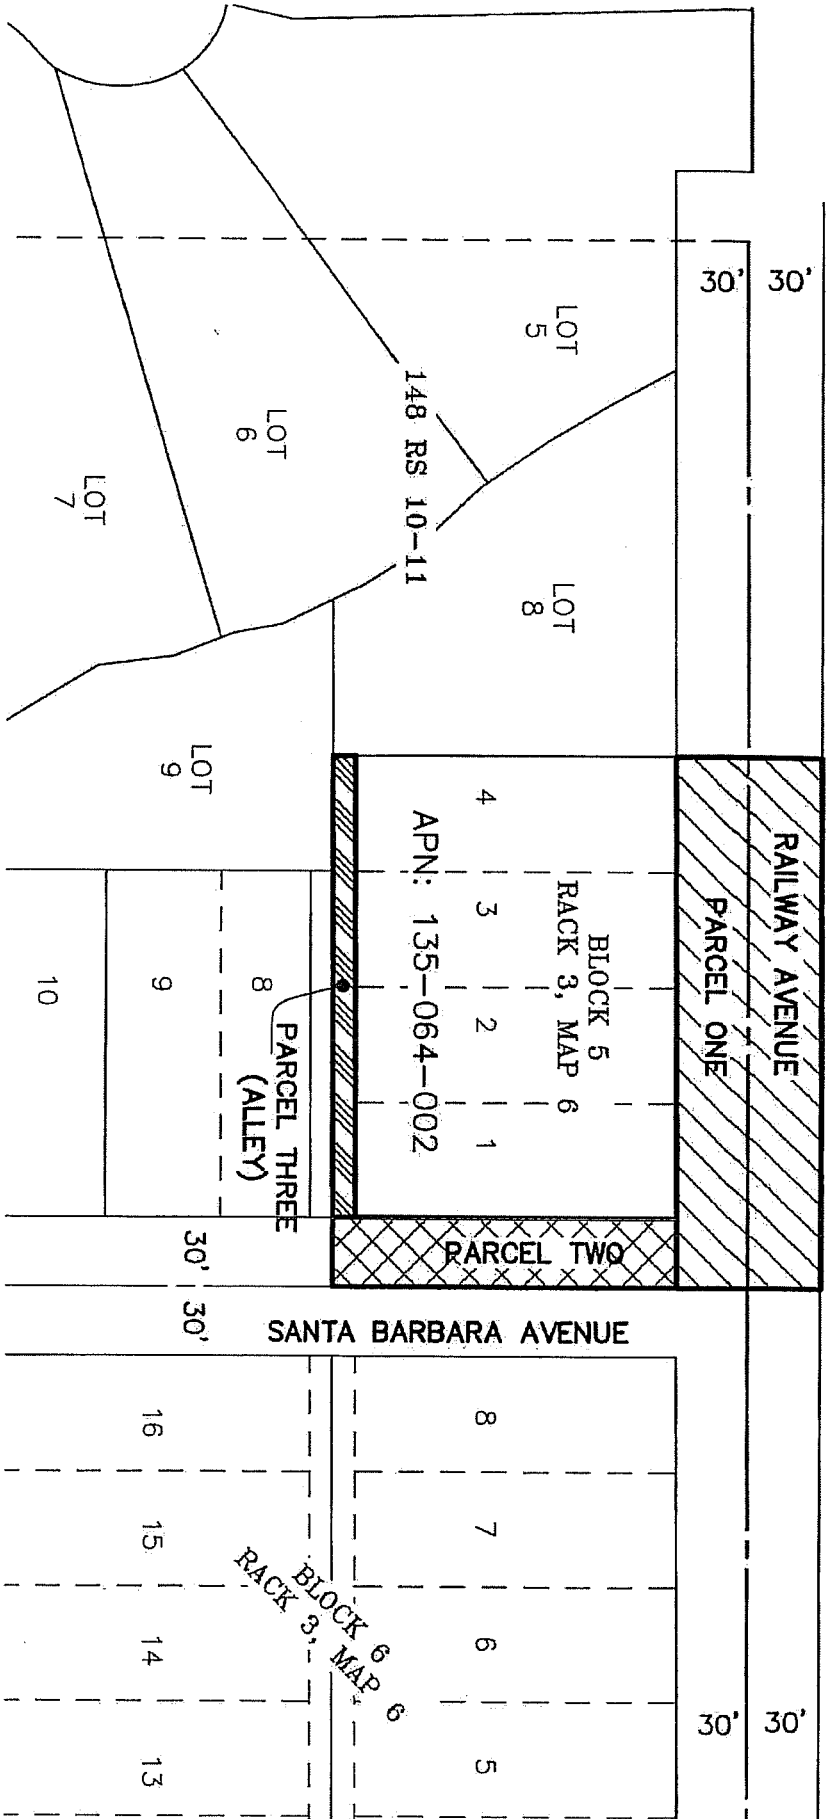 30'
30'
LOT
5
148 RS 10-11
LOT
6
LOT
7
LOT
8
LOT
9
RAILWAY AVENUE
PARCEL ONE
BLOCK 5
RACK 3, MAP 6
4
3
2
1
APN: 135-064-002
8
9
10
PARCEL THREE
(ALLEY)
PARCEL TWO
30'
30'
SANTA BARBARA AVENUE
8
7
6
5
16
15
14
13
BLOCK 6
RACK 3, MAP 6
30'
30'